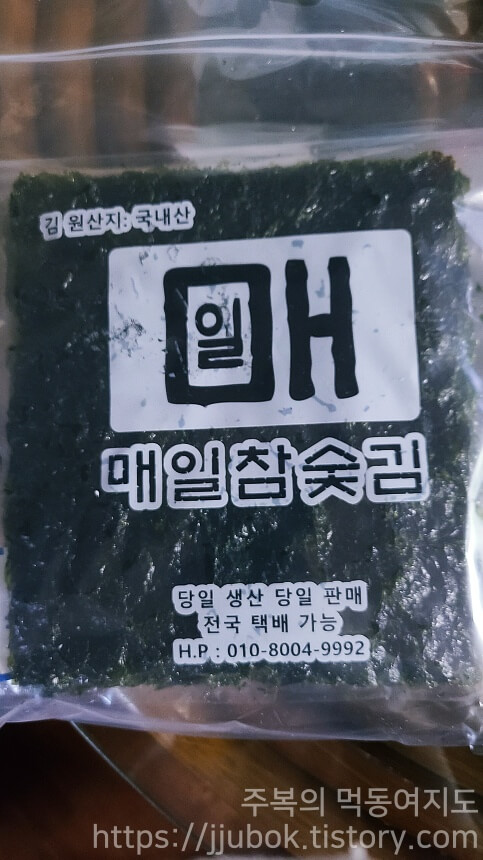 김 원산지: 국내산
매일
매일참숯김
당일 생산 당일 판매
전국 택배 가능
H.P : 010-8004-9992
주복의 먹동여지도
https://jjubok.tistory.com